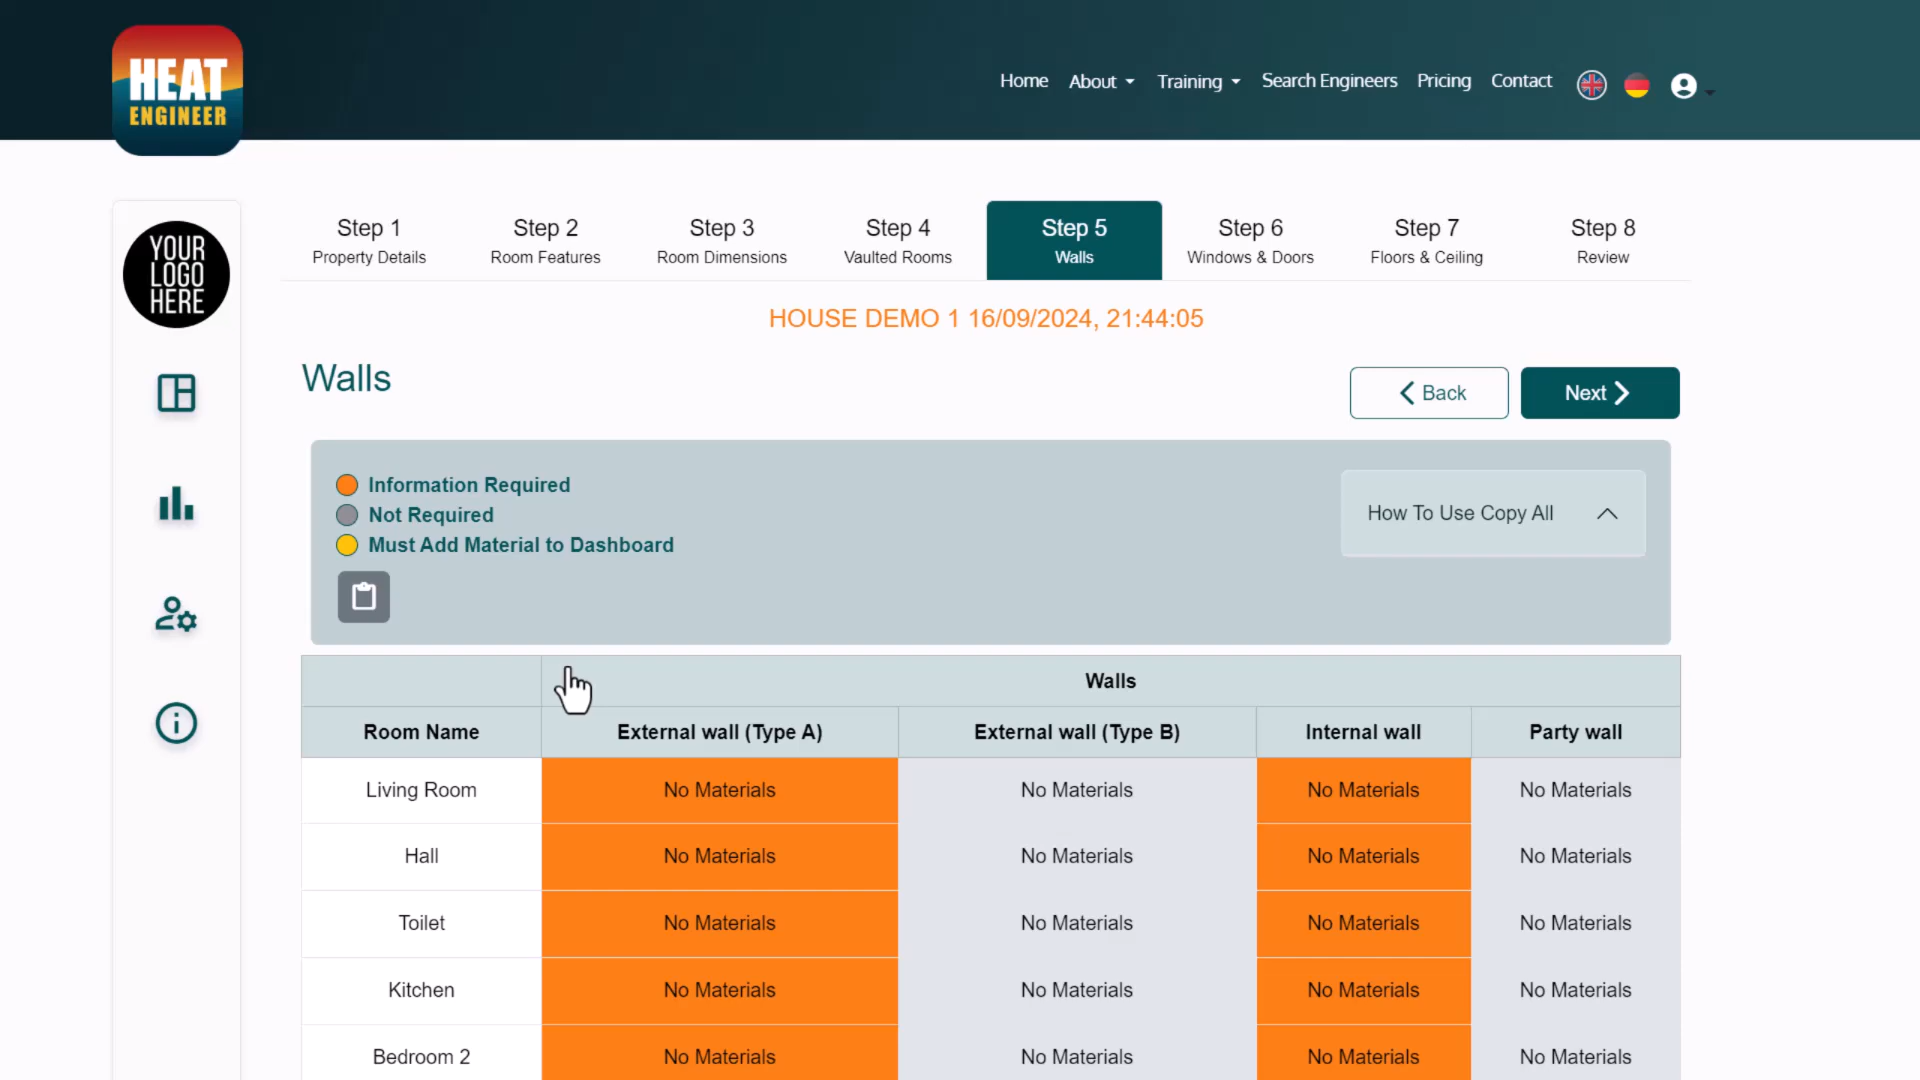 HEAT
ENGINEER
Home About Training Search Engineers Pricing Contact
YOUR
LOGO
HERE
Step 1 Step 2 Step 3 Step 4 Step 5 Step 6 Step 7 Step 8
Property Details Room Features Room Dimensions Vaulted Rooms Walls Windows & Doors Floors & Ceiling Review
HOUSE DEMO 1 16/09/2024, 21:44:05
Walls
Back Next
Information Required
Not Required
Must Add Material to Dashboard
How To Use Copy All
Walls
Room Name External wall (Type A) External wall (Type B) Internal wall Party wall
Living Room No Materials No Materials No Materials No Materials
Hall No Materials No Materials No Materials No Materials
Toilet No Materials No Materials No Materials No Materials
Kitchen No Materials No Materials No Materials No Materials
Bedroom 2 No Materials No Materials No Materials No Materials